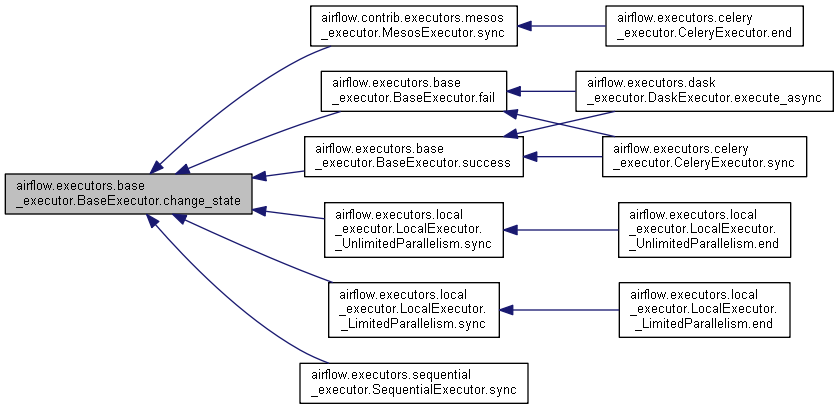 airflow.contrib.executors.mesos
_executor.MesosExecutor.sync
airflow.executors.celery
_executor.CeleryExecutor.end
airflow.executors.base
_executor.BaseExecutor.fail
airflow.executors.dask
_executor.DaskExecutor.execute_async
airflow.executors.base
_executor.BaseExecutor.success
airflow.executors.celery
_executor.CeleryExecutor.sync
airflow.executors.base
_executor.BaseExecutor.change_state
airflow.executors.local
_executor.LocalExecutor.
_UnlimitedParallelism.sync
airflow.executors.local
_executor.LocalExecutor.
_UnlimitedParallelism.end
airflow.executors.local
_executor.LocalExecutor.
_LimitedParallelism.sync
airflow.executors.local
_executor.LocalExecutor.
_LimitedParallelism.end
airflow.executors.sequential
_executor.SequentialExecutor.sync